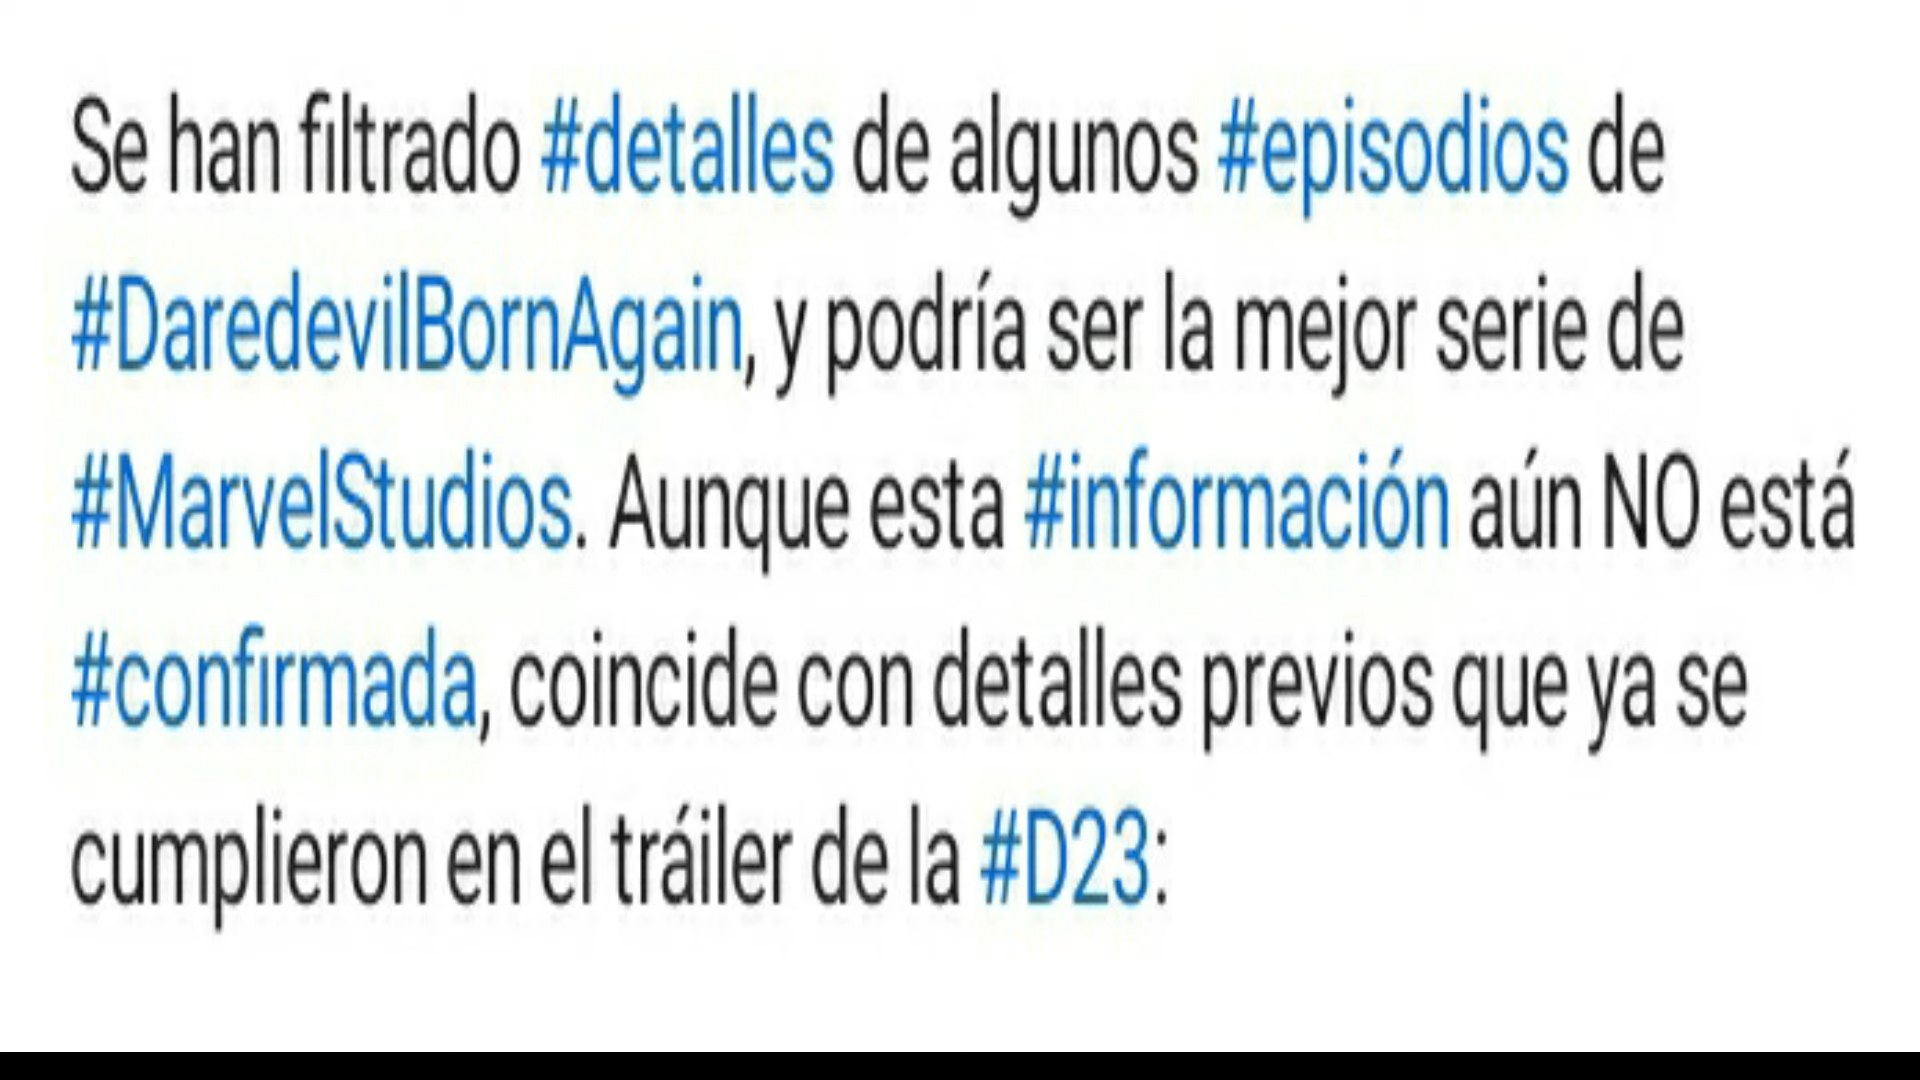 Se han filtrado #detalles de algunos #episodios de
#DaredevilBornAgain, y podría ser la mejor serie de
#MarvelStudios. Aunque esta #información aún NO está
#confirmada, coincide con detalles previos que ya se
cumplieron en el tráiler de la #D23: